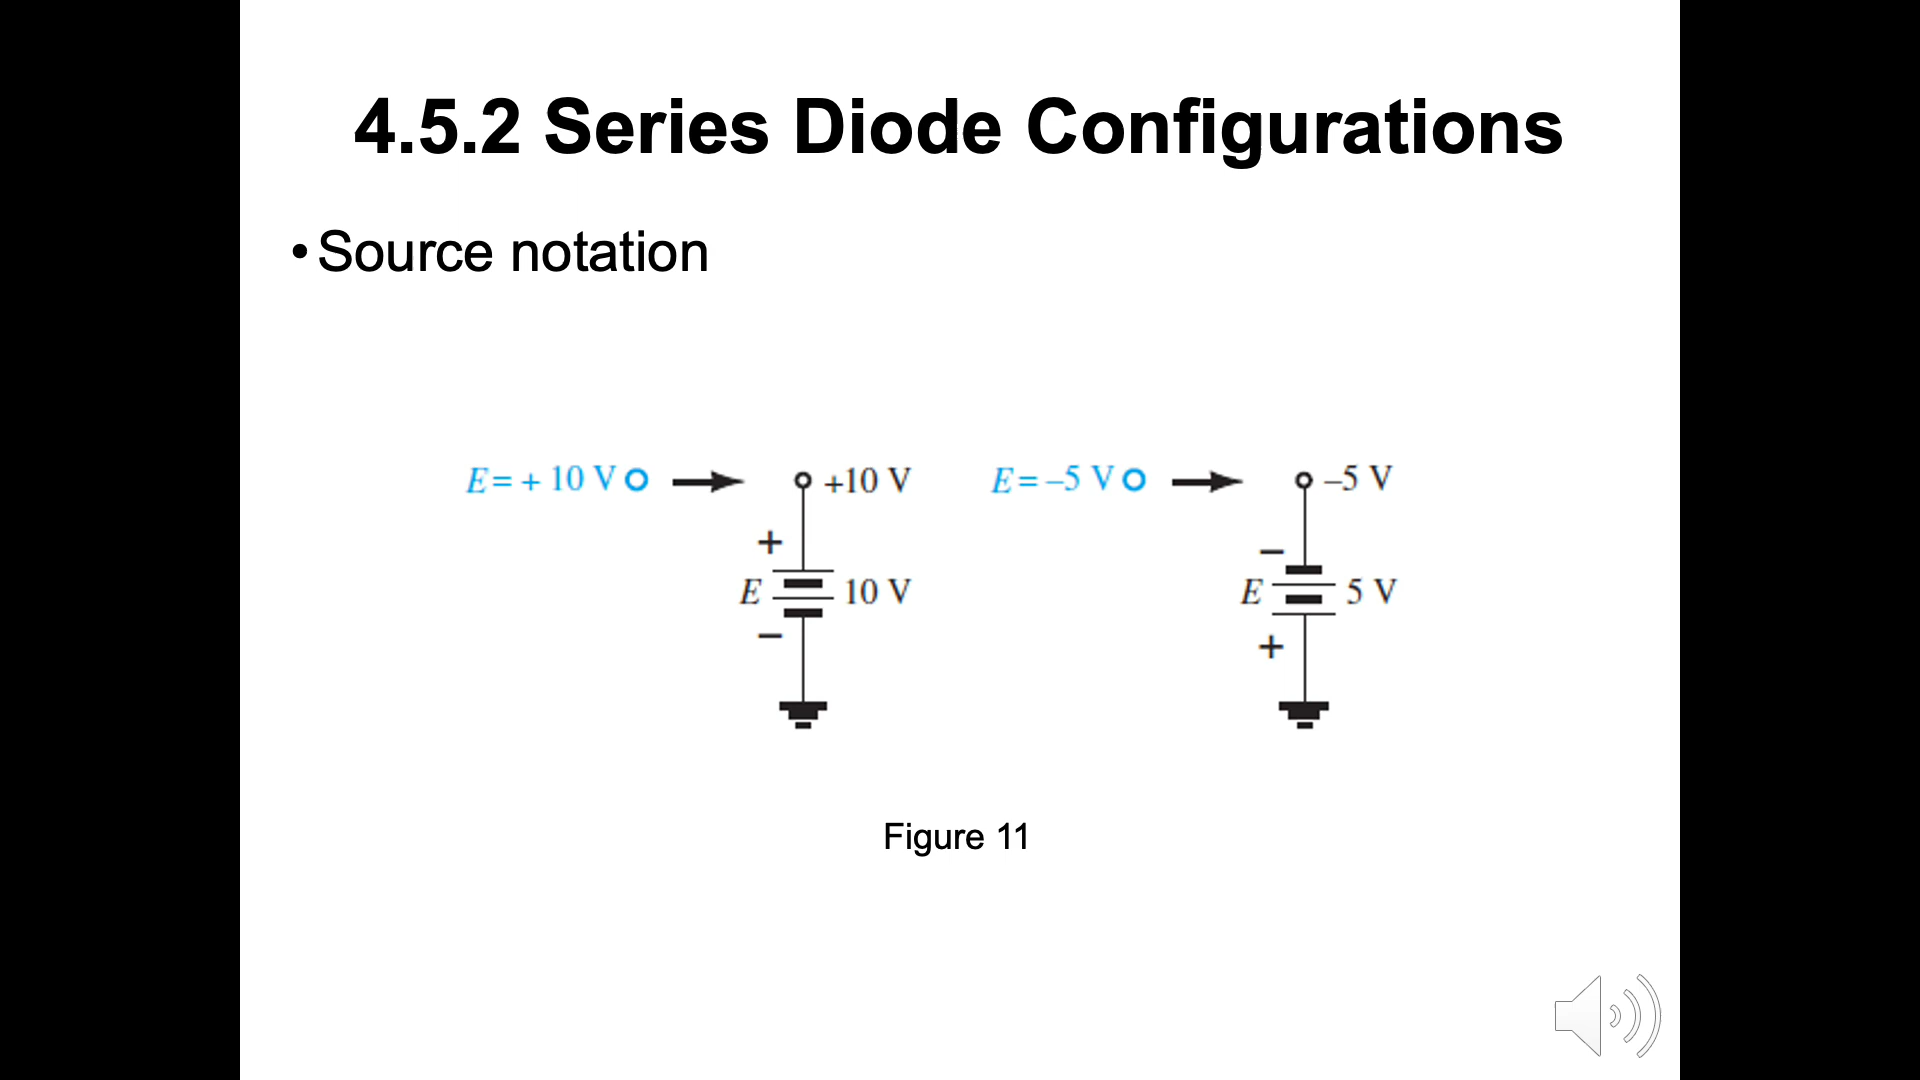 4.5.2 Series Diode Configurations
• Source notation
E = + 10 V
+10 V
+
E
10 V
–
E = –5 V
–5 V
–
E
5 V
+
Figure 11